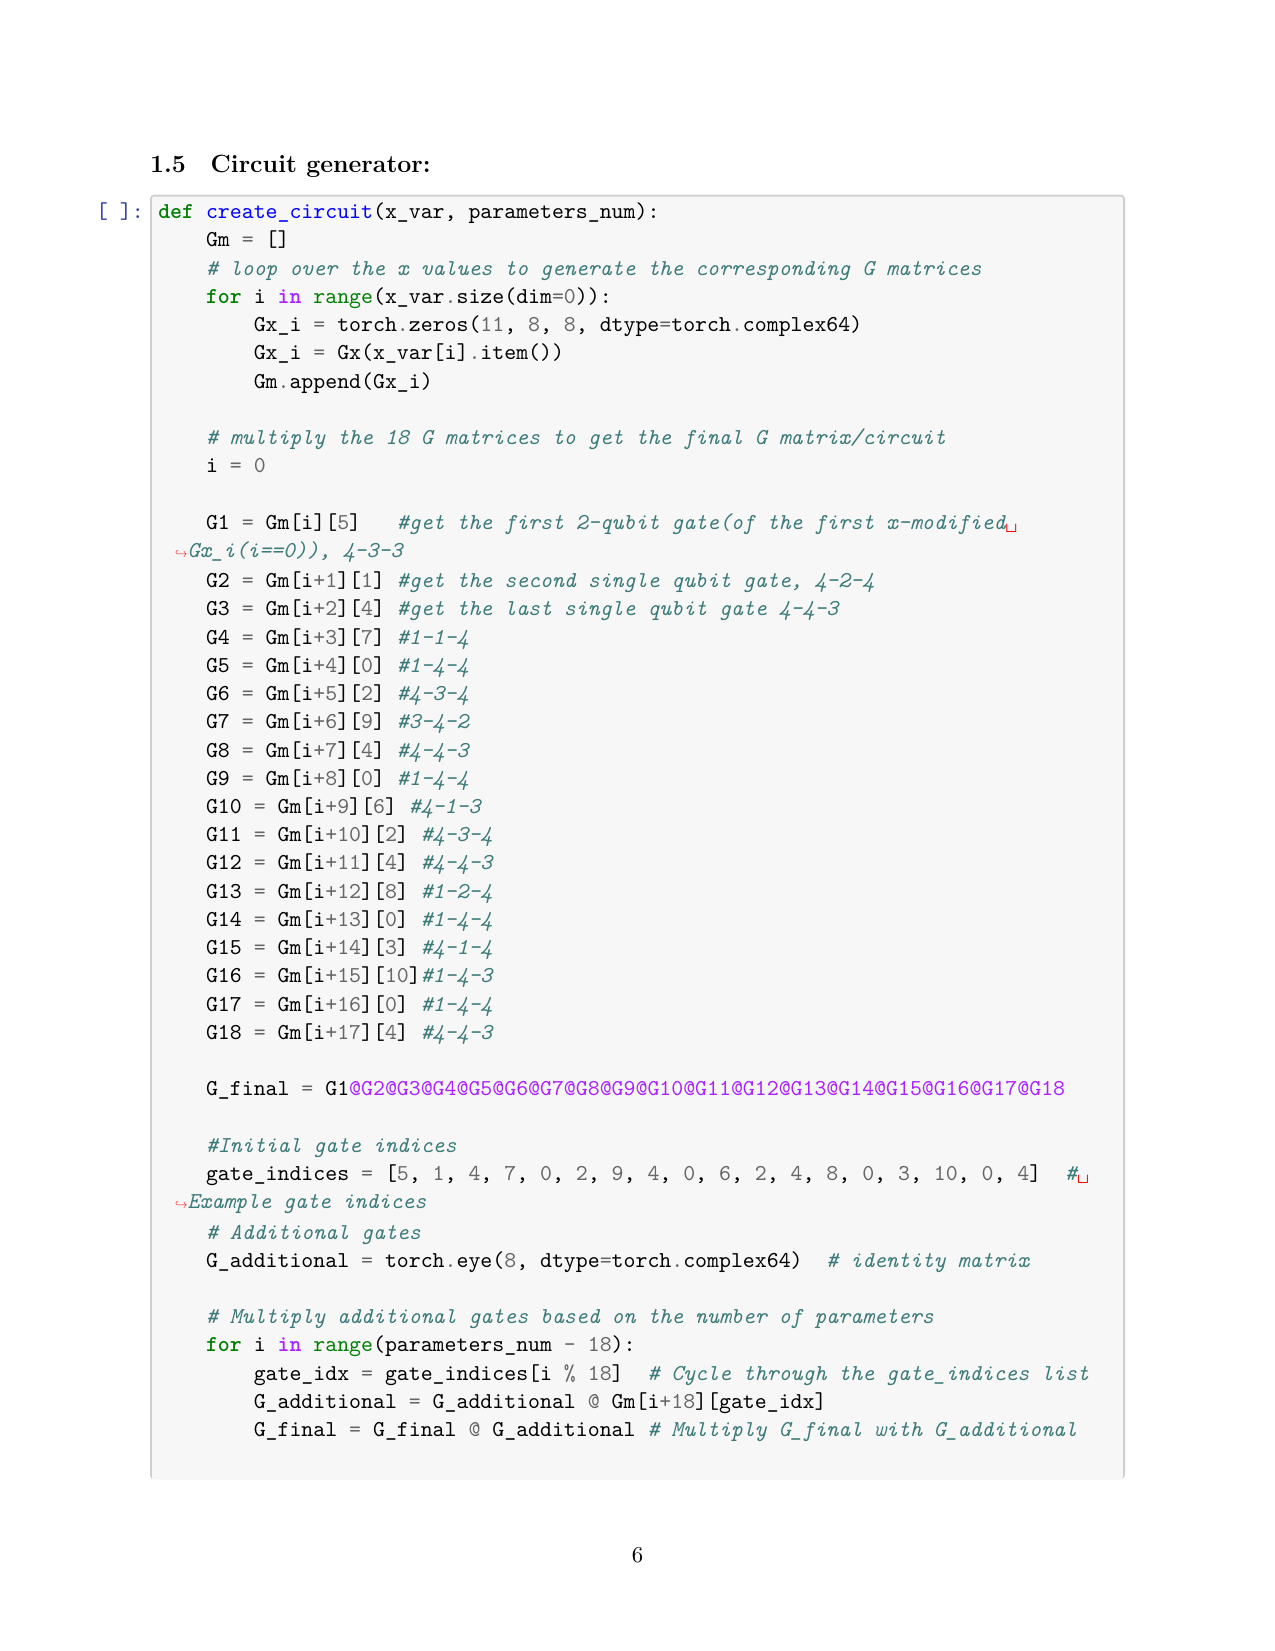 1.5 Circuit generator:
[ ]: def create_circuit(x_var, parameters_num):
    Gm = []
    # loop over the x values to generate the corresponding G matrices
    for i in range(x_var.size(dim=0)):
        Gx_i = torch.zeros(11, 8, 8, dtype=torch.complex64)
        Gx_i = Gx(x_var[i].item())
        Gm.append(Gx_i)
    # multiply the 18 G matrices to get the final G matrix/circuit
    i = 0
    G1 = Gm[i][5]   #get the first 2-qubit gate(of the first x-modified␣
↪Gx_i(i==0)), 4-3-3
    G2 = Gm[i+1][1] #get the second single qubit gate, 4-2-4
    G3 = Gm[i+2][4] #get the last single qubit gate 4-4-3
    G4 = Gm[i+3][7] #1-1-4
    G5 = Gm[i+4][0] #1-4-4
    G6 = Gm[i+5][2] #4-3-4
    G7 = Gm[i+6][9] #3-4-2
    G8 = Gm[i+7][4] #4-4-3
    G9 = Gm[i+8][0] #1-4-4
    G10 = Gm[i+9][6] #4-1-3
    G11 = Gm[i+10][2] #4-3-4
    G12 = Gm[i+11][4] #4-4-3
    G13 = Gm[i+12][8] #1-2-4
    G14 = Gm[i+13][0] #1-4-4
    G15 = Gm[i+14][3] #4-1-4
    G16 = Gm[i+15][10]#1-4-3
    G17 = Gm[i+16][0] #1-4-4
    G18 = Gm[i+17][4] #4-4-3
    G_final = G1@G2@G3@G4@G5@G6@G7@G8@G9@G10@G11@G12@G13@G14@G15@G16@G17@G18
    #Initial gate indices
    gate_indices = [5, 1, 4, 7, 0, 2, 9, 4, 0, 6, 2, 4, 8, 0, 3, 10, 0, 4]  #␣
↪Example gate indices
    # Additional gates
    G_additional = torch.eye(8, dtype=torch.complex64)  # identity matrix
    # Multiply additional gates based on the number of parameters
    for i in range(parameters_num - 18):
        gate_idx = gate_indices[i % 18]  # Cycle through the gate_indices list
        G_additional = G_additional @ Gm[i+18][gate_idx]
        G_final = G_final @ G_additional # Multiply G_final with G_additional
6